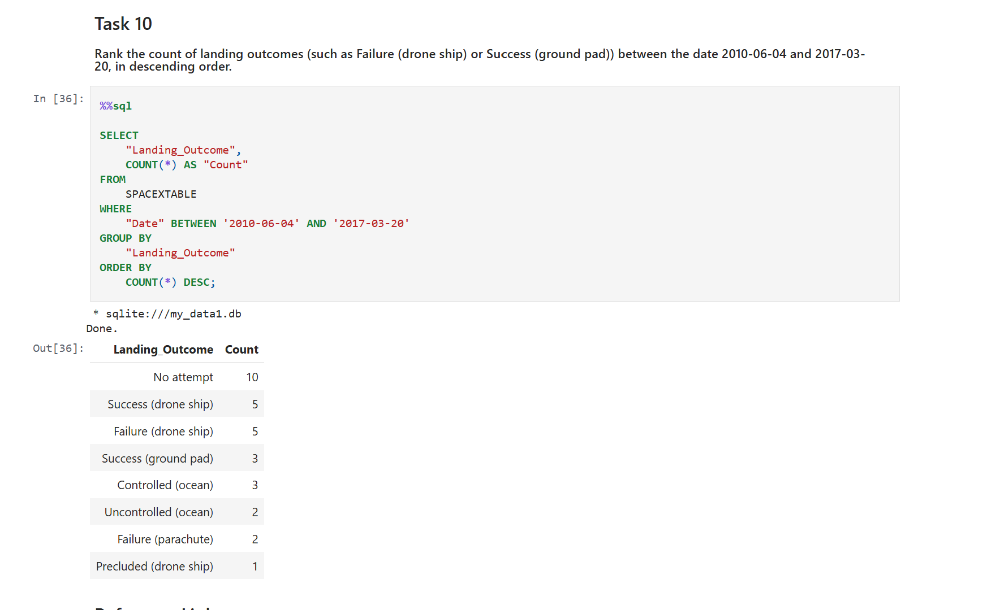 Task 10
Rank the count of landing outcomes (such as Failure (drone ship) or Success (ground pad)) between the date 2010-06-04 and 2017-03-
20, in descending order.
In [36]:
%%sql
SELECT
"Landing_Outcome",
COUNT(*) AS "Count"
FROM
SPACEXTABLE
WHERE
"Date" BETWEEN '2010-06-04' AND '2017-03-20'
GROUP BY
"Landing_Outcome"
ORDER BY
COUNT(*) DESC;
* sqlite:///my_data1.db
Done.
Out[36]:
Landing_Outcome Count
No attempt 10
Success (drone ship) 5
Failure (drone ship) 5
Success (ground pad) 3
Controlled (ocean) 3
Uncontrolled (ocean) 2
Failure (parachute) 2
Precluded (drone ship) 1